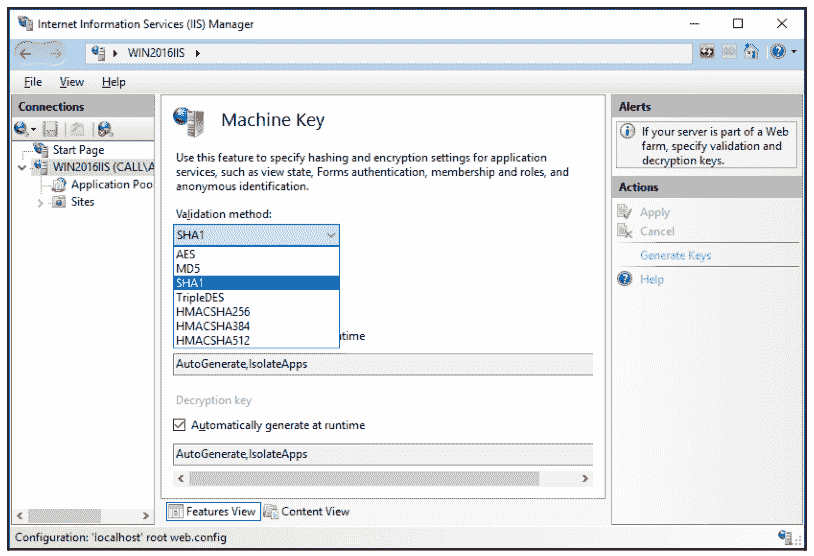 Internet Information Services (IIS) Manager
WIN2016IIS
File View Help
Connections
Start Page
WIN2016IIS (CALL\A
Application Poo
Sites
Machine Key
Use this feature to specify hashing and encryption settings for application
services, such as view state, Forms authentication, membership and roles, and
anonymous identification.
Validation method:
SHA1
AES
MD5
SHA1
TripleDES
HMACSHA256
HMACSHA384
HMACSHA512
ntime
AutoGenerate,IsolateApps
Decryption key
Automatically generate at runtime
AutoGenerate,IsolateApps
Features View
Content View
Alerts
If your server is part of a Web
farm, specify validation and
decryption keys.
Actions
Apply
Cancel
Generate Keys
Help
Configuration: 'localhost' root web.config